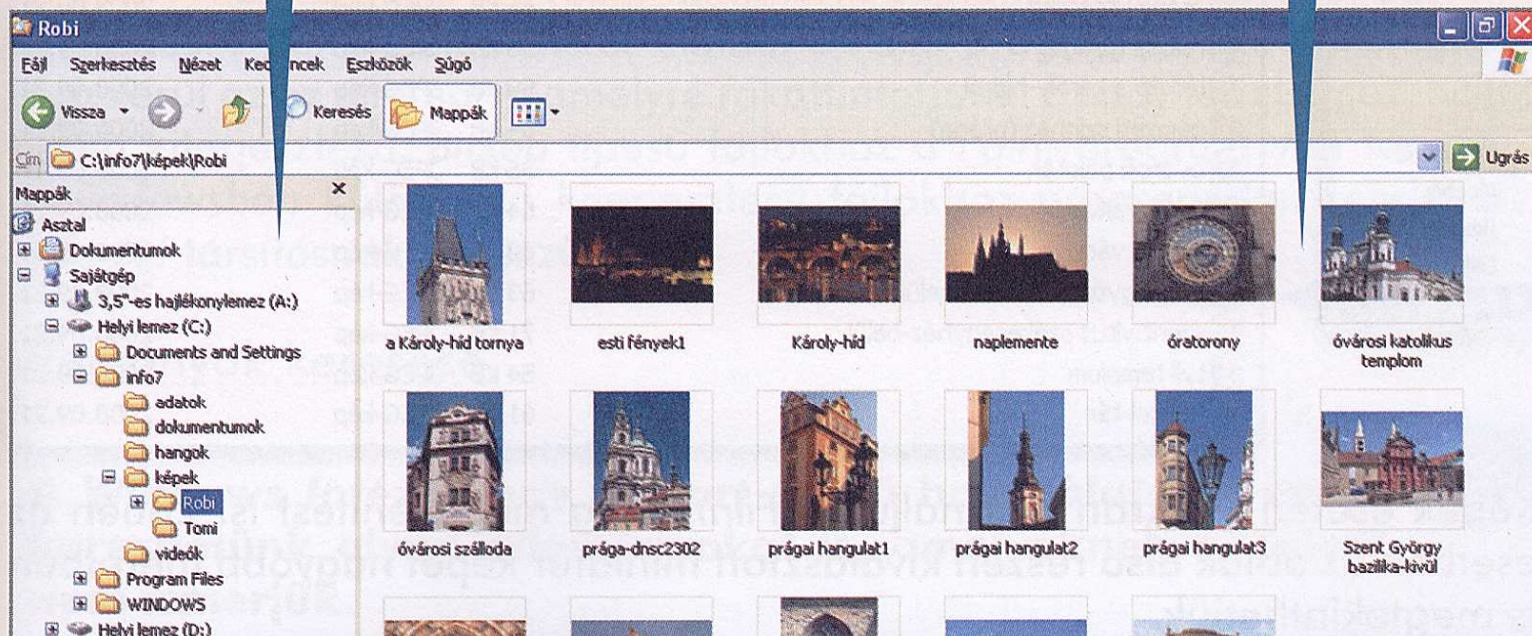 Robi
Fájl Szerkesztés Nézet Kedvencek Eszközök Súgó
Vissza Keresés Mappák
Cím C:\info7\képek\Robi Ugrás
Mappák
Asztal
Dokumentumok
Sajátgép
3,5"-es hajlékonylemez (A:)
Helyi lemez (C:)
Documents and Settings
info7
adatok
dokumentumok
hangok
képek
Robi
Tomi
videók
Program Files
WINDOWS
Helyi lemez (D:)
a Károly-híd tornya
esti fények1
Károly-híd
naplemente
óratorony
óvárosi katolikus
templom
óvárosi szálloda
prága-dnsc2302
prágai hangulat1
prágai hangulat2
prágai hangulat3
Szent György
bazilika-kívül